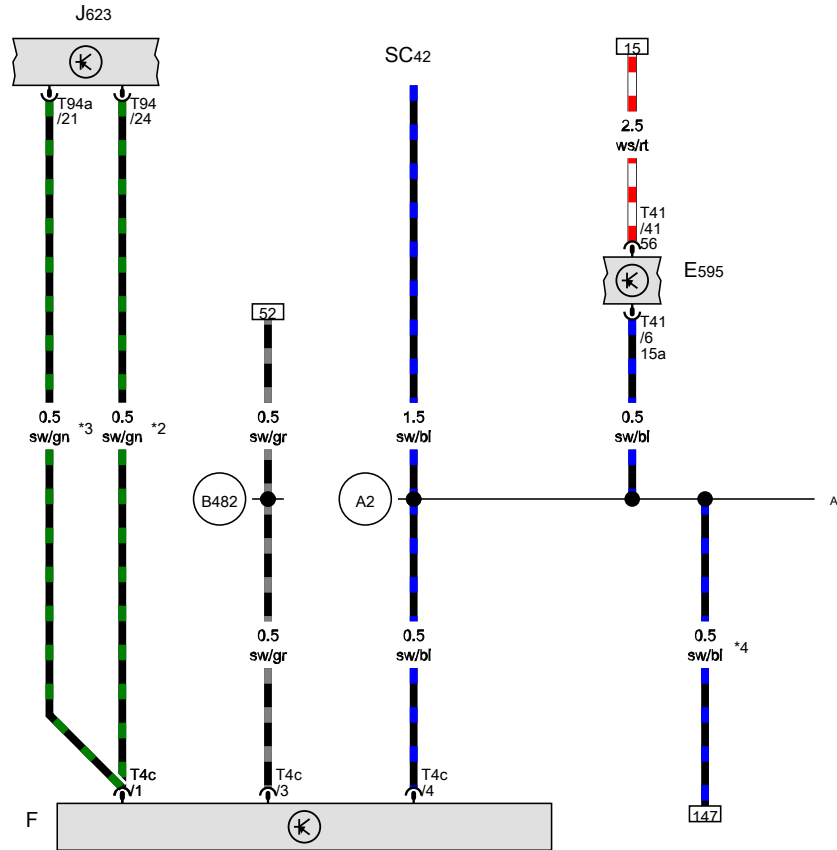 J623
T94a
/21
T94
/24
SC42
15
2.5
ws/rt
T41
/41
56
E595
T41
/6
15a
52
0.5
sw/gn
*3
0.5
sw/gn
*2
0.5
sw/gr
1.5
sw/bl
0.5
sw/bl
B482
A2
A
0.5
sw/gr
0.5
sw/bl
0.5
sw/bl
*4
T4c
/1
T4c
/3
T4c
/4
F
147